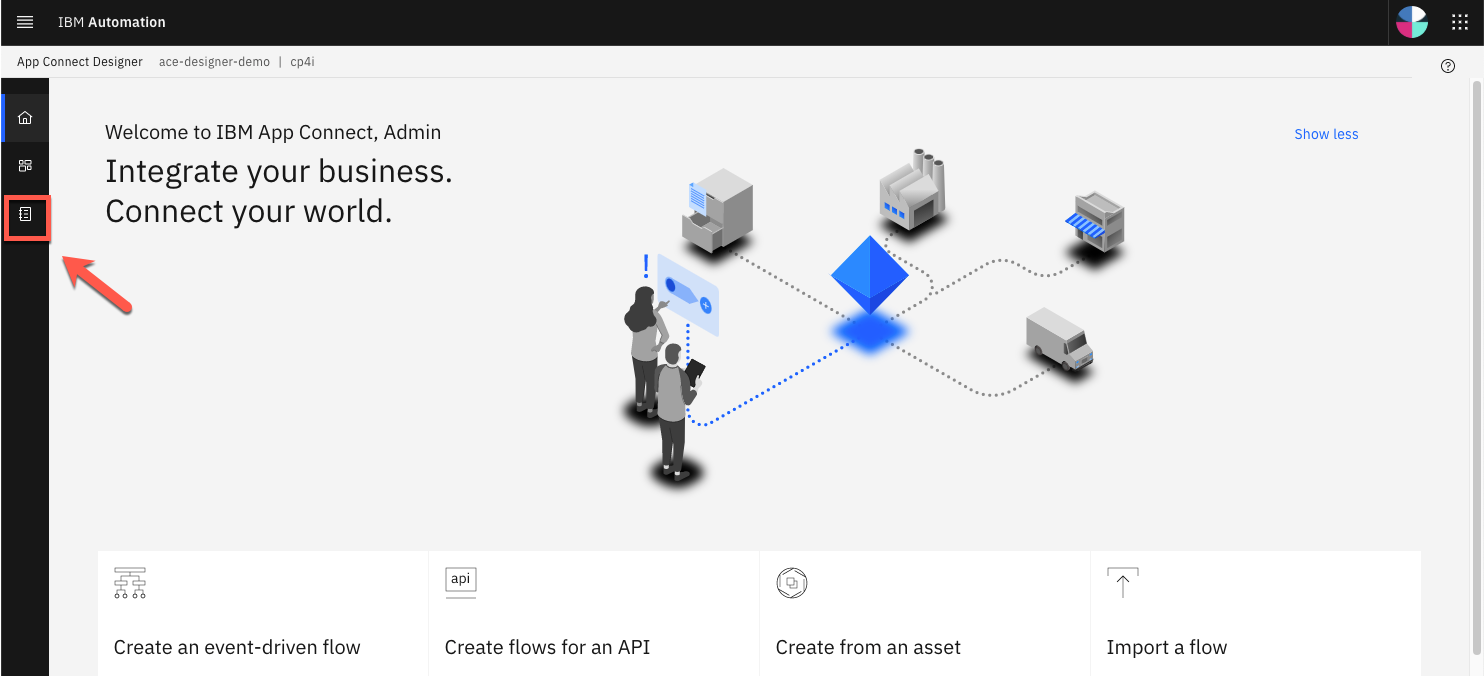 IBM Automation
App Connect Designer ace-designer-demo | cp4i
Welcome to IBM App Connect, Admin
Show less
Integrate your business.
Connect your world.
!
api
Create an event-driven flow
Create flows for an API
Create from an asset
Import a flow